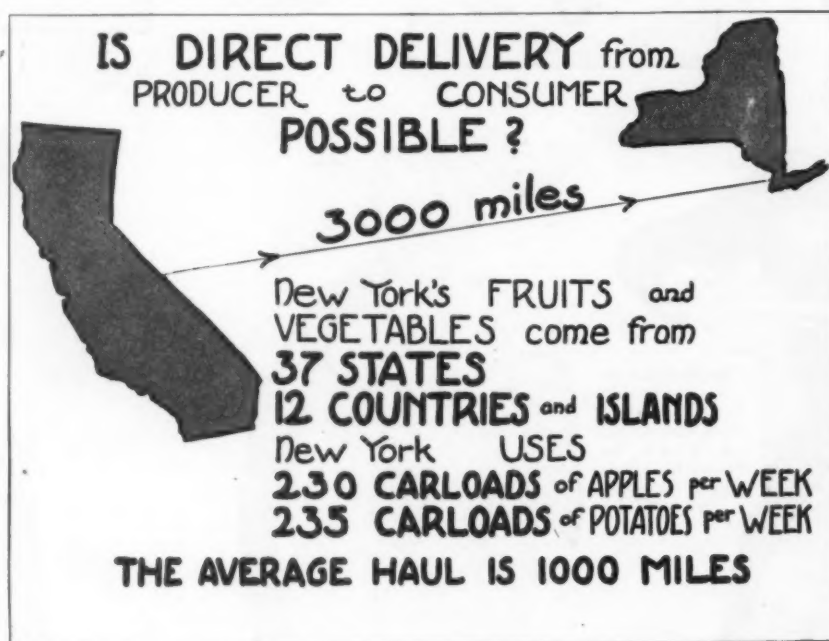 IS DIRECT DELIVERY from
PRODUCER to CONSUMER
POSSIBLE?
3000 miles
New York's FRUITS and
VEGETABLES come from
37 STATES
12 COUNTRIES and ISLANDS
New York USES
230 CARLOADS of APPLES per WEEK
235 CARLOADS of POTATOES per WEEK
THE AVERAGE HAUL IS 1000 MILES